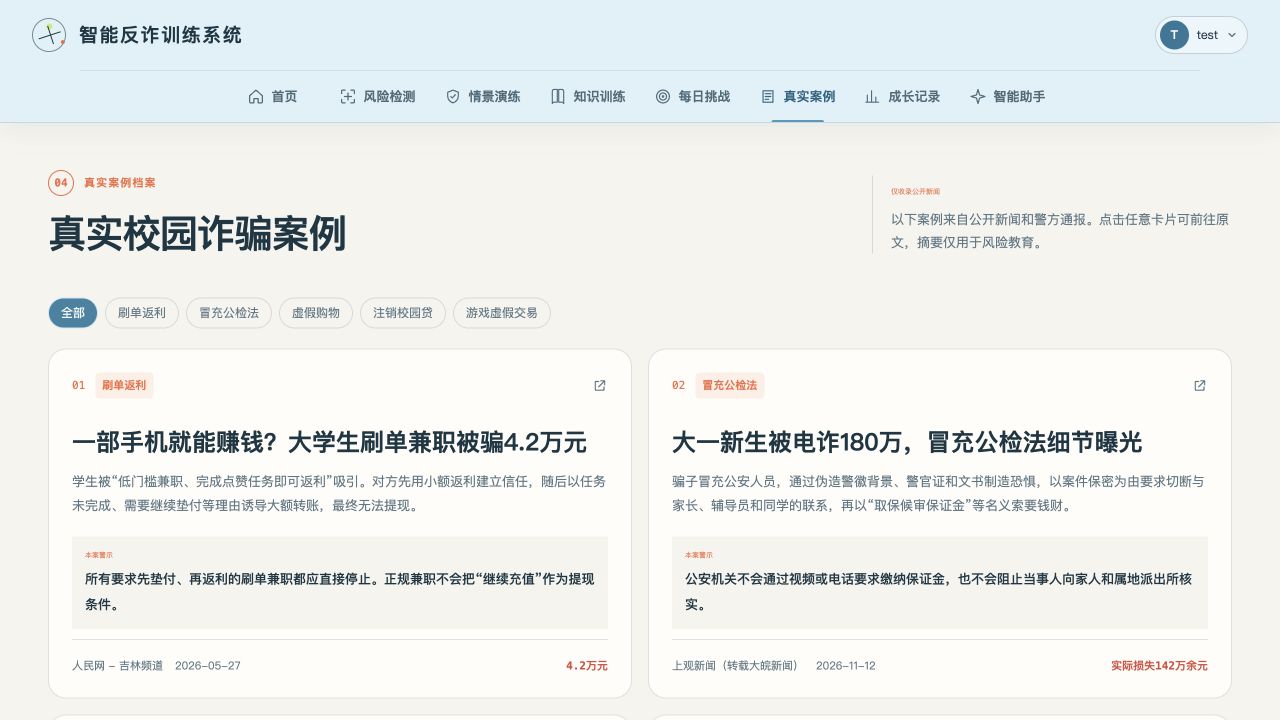 智能反诈训练系统
T test
首页 风险检测 情景演练 知识训练 每日挑战 真实案例 成长记录 智能助手
04 真实案例档案
真实校园诈骗案例
仅收录公开新闻
以下案例来自公开新闻和警方通报。点击任意卡片可前往原
文，摘要仅用于风险教育。
全部 刷单返利 冒充公检法 虚假购物 注销校园贷 游戏虚假交易
01 刷单返利
一部手机就能赚钱？大学生刷单兼职被骗4.2万元
学生被“低门槛兼职、完成点赞任务即可返利”吸引。对方先用小额返利建立信任，随后以任务
未完成、需要继续垫付等理由诱导大额转账，最终无法提现。
本案警示
所有要求先垫付、再返利的刷单兼职都应直接停止。正规兼职不会把“继续充值”作为提现
条件。
人民网 - 吉林频道 2026-05-27 4.2万元
02 冒充公检法
大一新生被电诈180万，冒充公检法细节曝光
骗子冒充公安人员，通过伪造警徽背景、警官证和文书制造恐惧，以案件保密为由要求切断与
家长、辅导员和同学的联系，再以“取保候审保证金”等名义索要钱财。
本案警示
公安机关不会通过视频或电话要求缴纳保证金，也不会阻止当事人向家人和属地派出所核
实。
上观新闻（转载大皖新闻） 2026-11-12 实际损失142万余元